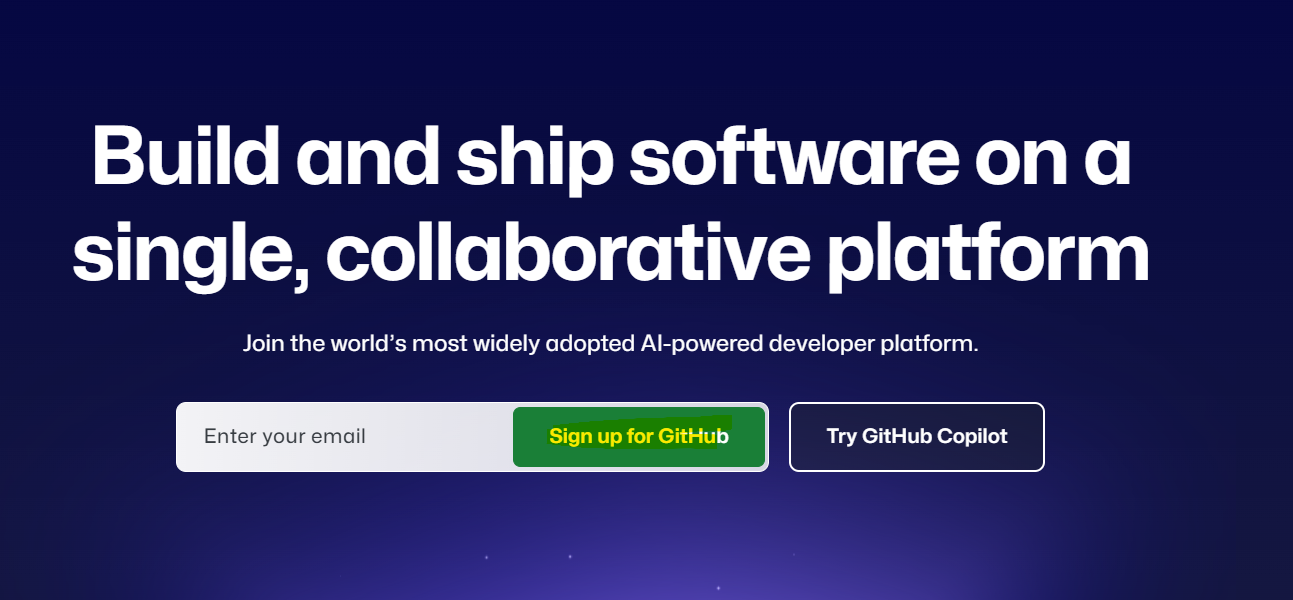 Build and ship software on a
single, collaborative platform
Join the world’s most widely adopted AI-powered developer platform.
Enter your email
Sign up for GitHub
Try GitHub Copilot